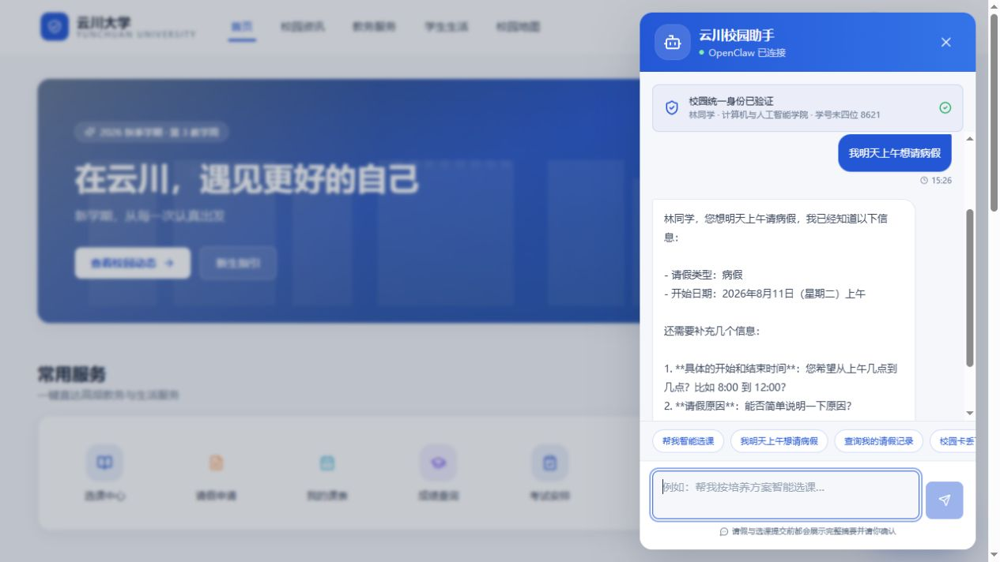 云川大学
YUNCHUAN UNIVERSITY
首页
校园资讯
教务服务
学生生活
校园地图
2026 秋季学期 · 第 3 教学周
在云川，遇见更好的自己
新学期，从每一次认真出发
查看校园动态 →
新生指引
常用服务
一键直达高频教务与生活服务
选课中心
请假申请
我的课表
成绩查询
考试安排
云川校园助手
OpenClaw 已连接
校园统一身份已验证
林同学 · 计算机与人工智能学院 · 学号末四位 8621
我明天上午想请病假
15:26
林同学，您想明天上午请病假，我已经知道以下信
息：
- 请假类型：病假
- 开始日期：2026年8月11日（星期二）上午
还需要补充几个信息：
1. **具体的开始和结束时间**：您希望从上午几点到
几点？比如 8:00 到 12:00?
2. **请假原因**：能否简单说明一下原因？
帮我智能选课
我明天上午想请病假
查询我的请假记录
校园卡丢
例如：帮我按培养方案智能选课...
请假与选课提交前都会展示完整摘要并请你确认